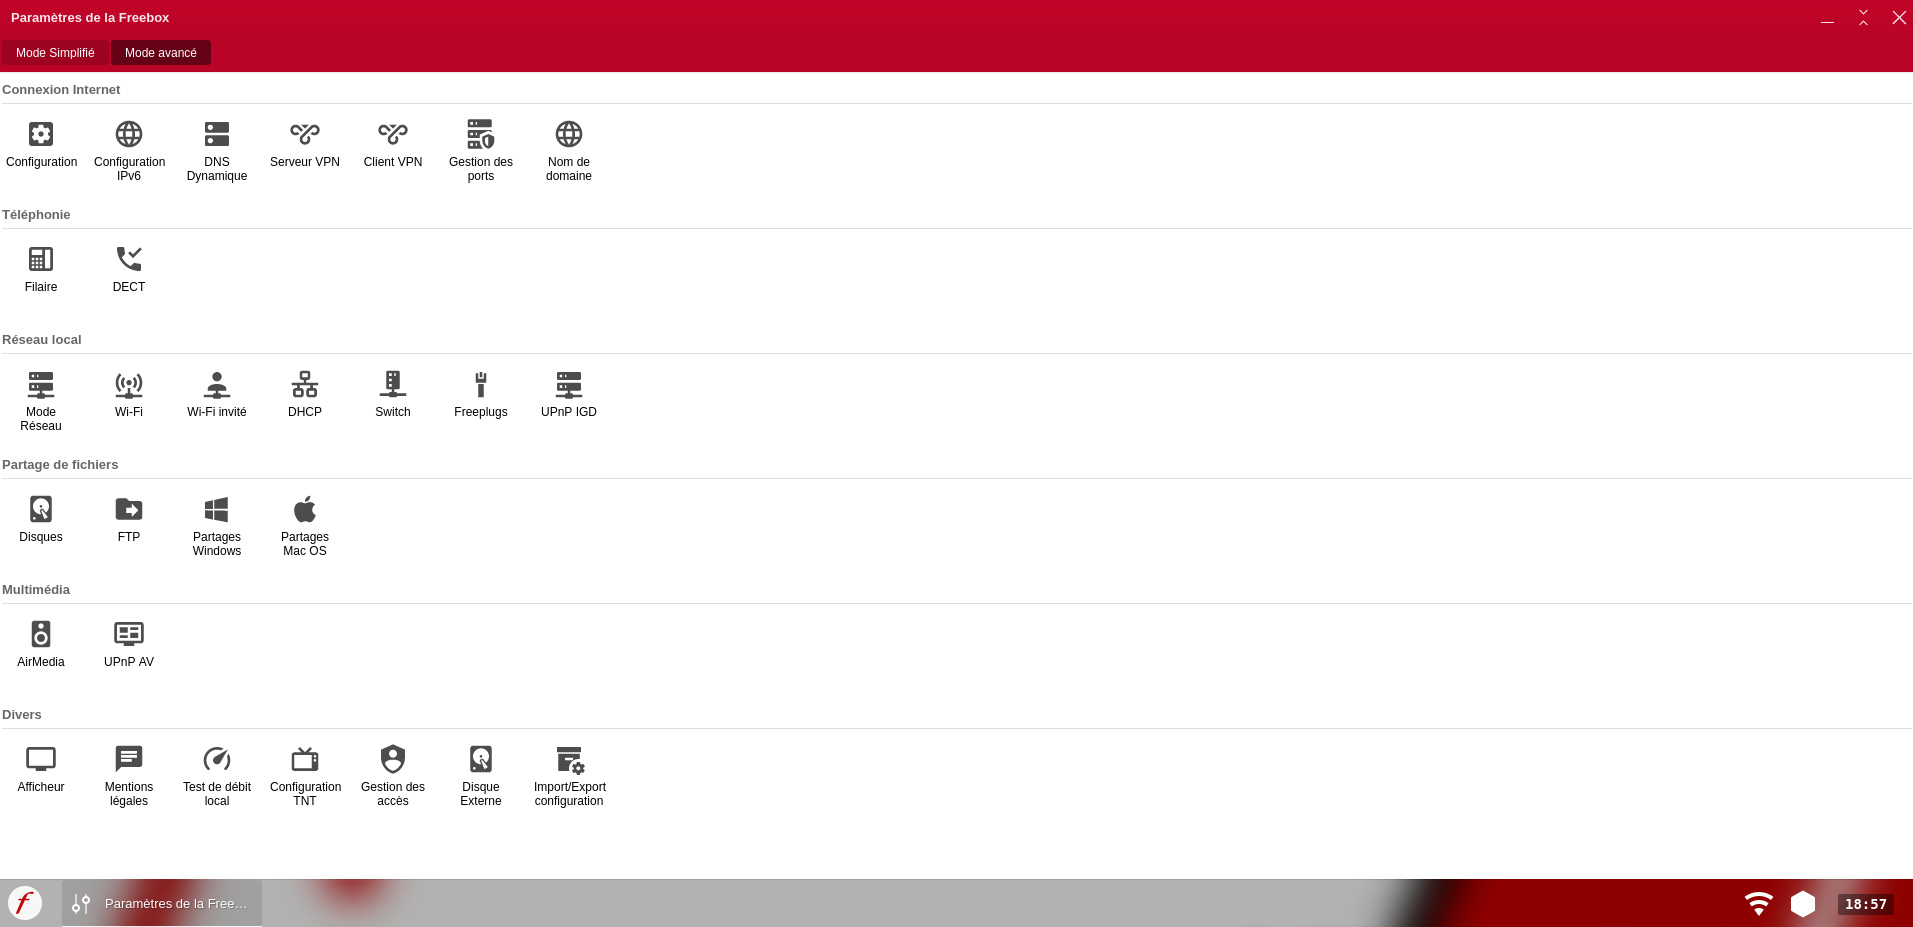 Paramètres de la Freebox
Mode Simplifié Mode avancé
Connexion Internet
Configuration
Configuration
IPv6
DNS
Dynamique
Serveur VPN
Client VPN
Gestion des
ports
Nom de
domaine
Téléphonie
Filaire
DECT
Réseau local
Mode
Réseau
Wi-Fi
Wi-Fi invité
DHCP
Switch
Freeplugs
UPnP IGD
Partage de fichiers
Disques
FTP
Partages
Windows
Partages
Mac OS
Multimédia
AirMedia
UPnP AV
Divers
Afficheur
Mentions
légales
Test de débit
local
Configuration
TNT
Gestion des
accès
Disque
Externe
Import/Export
configuration
f
Paramètres de la Free...
18:57